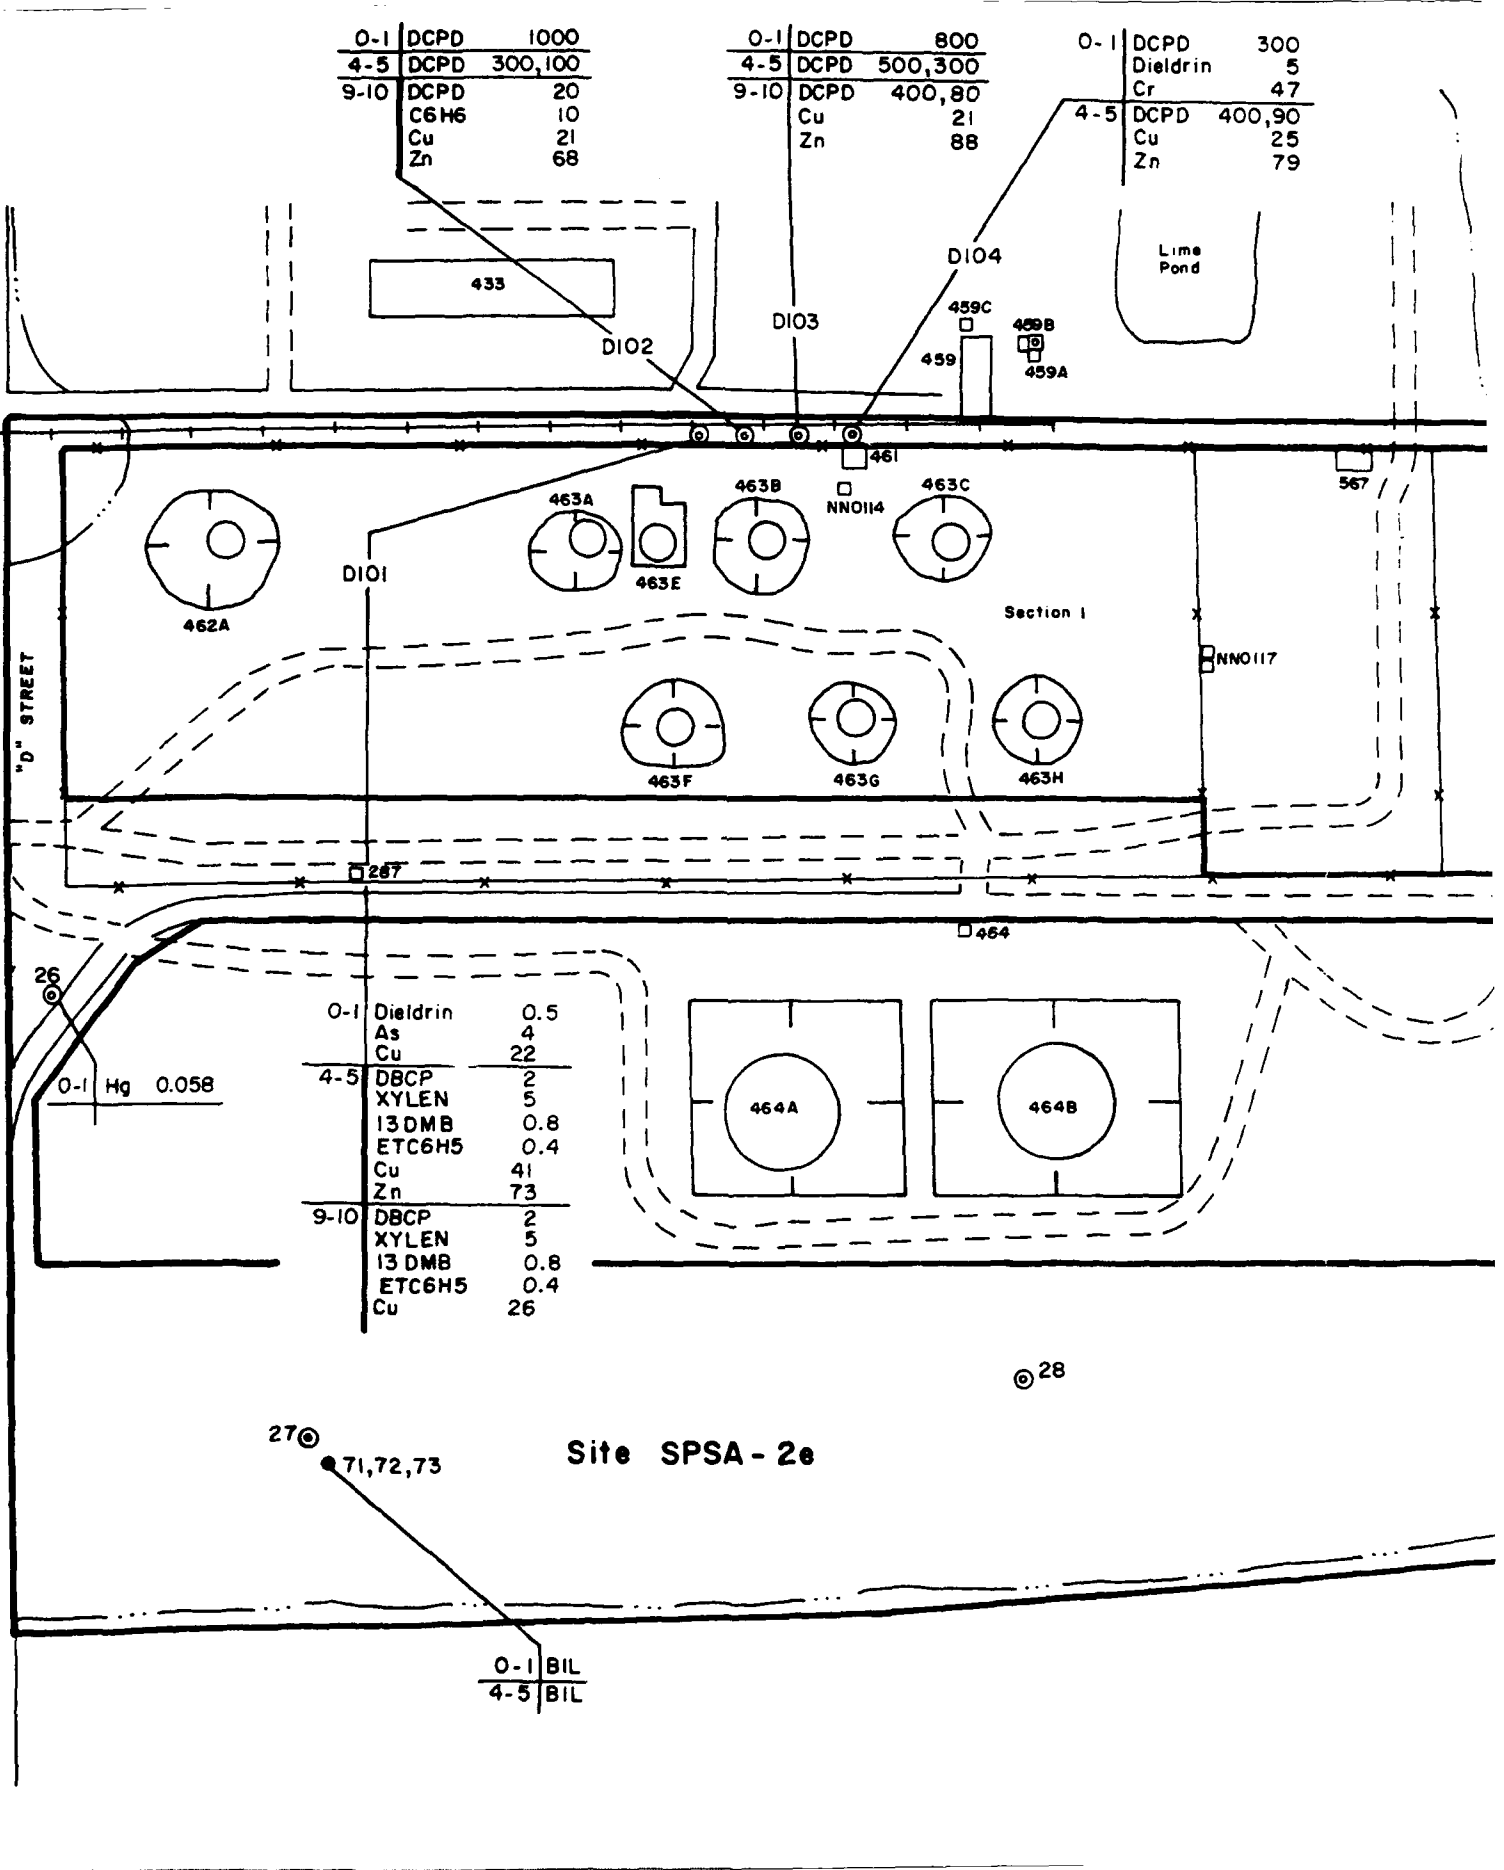 0-1 DCPD 1000
4-5 DCPD 300,100
9-10 DCPD 20
C6H6 10
Cu 21
Zn 68
0-1 DCPD 800
4-5 DCPD 500,300
9-10 DCPD 400,80
Cu 21
Zn 88
0-1 DCPD 300
Dieldrin 5
Cr 47
4-5 DCPD 400,90
Cu 25
Zn 79
D104
Lime
Pond
433
459C
D103
459B
D102
459
459A
461
463A
463B
463C
567
NN0114
D101
463E
462A
Section 1
"D" STREET
NN0117
463F
463G
463H
287
464
26
0-1 Hg 0.058
0-1 Dieldrin 0.5
As 4
Cu 22
4-5 DBCP 2
XYLEN 5
13DMB 0.8
ETC6H5 0.4
Cu 41
Zn 73
9-10 DBCP 2
XYLEN 5
13DMB 0.8
ETC6H5 0.4
Cu 26
464A
464B
28
27
71,72,73
Site SPSA-2e
0-1 BIL
4-5 BIL